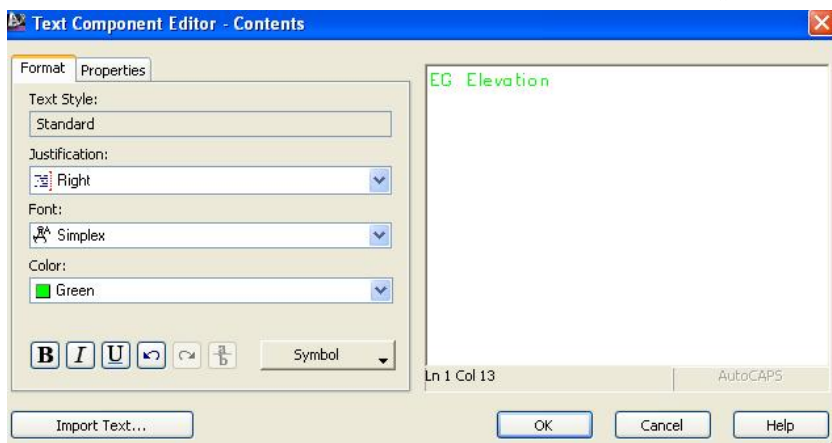 Text Component Editor - Contents
Format Properties
Text Style:
Standard
Justification:
Right
Font:
Simplex
Color:
Green
B I U Symbol
Import Text...
EG Elevation
Ln 1 Col 13 AutoCAPS
OK Cancel Help